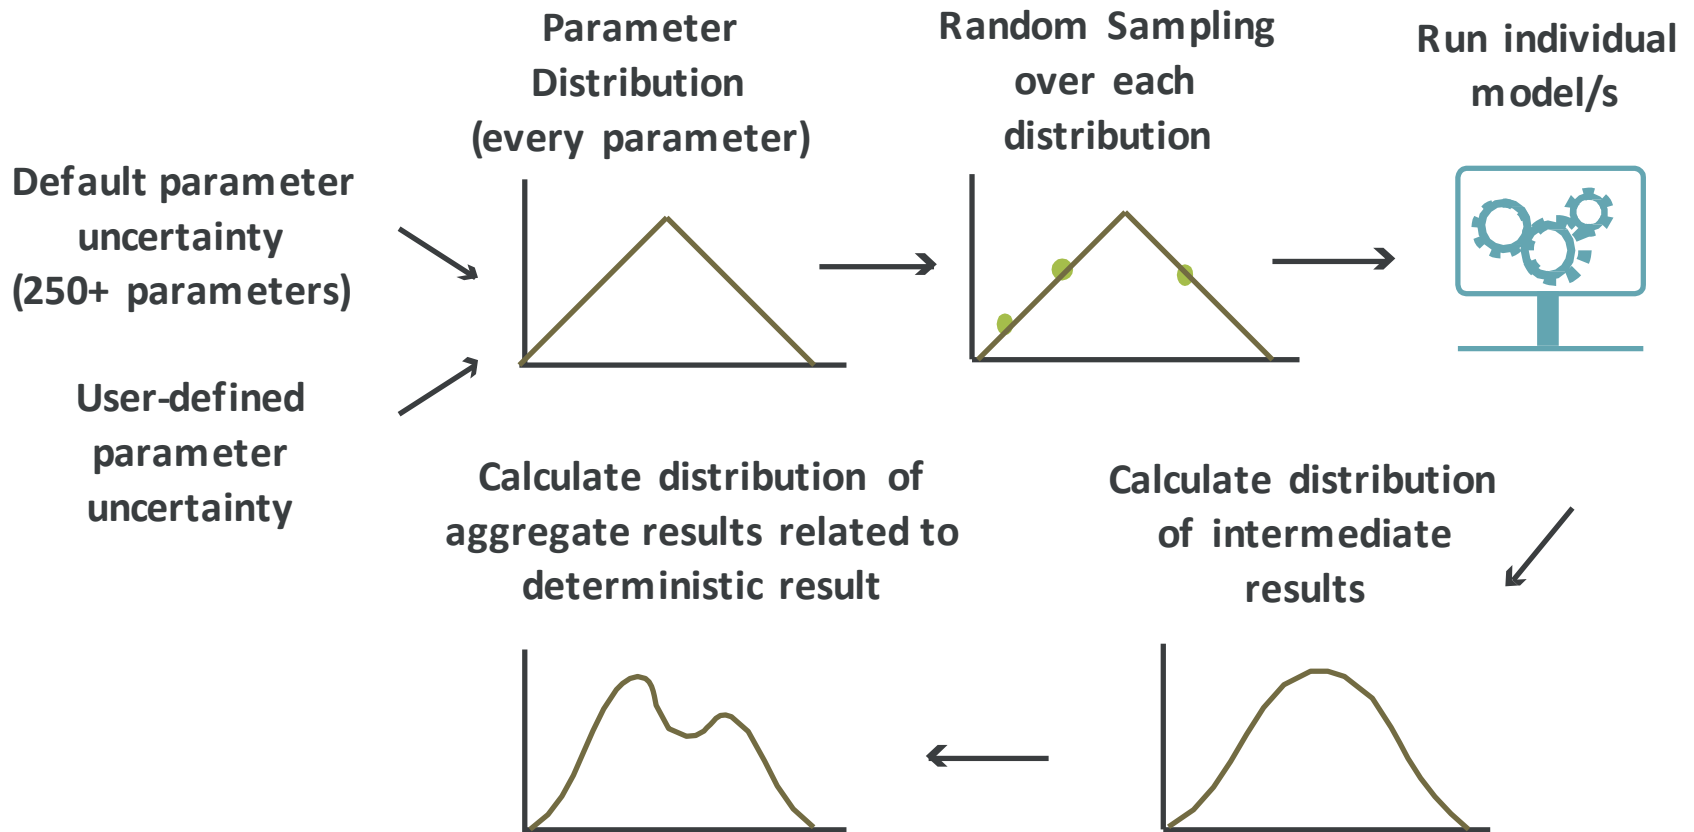 Default parameter
uncertainty
(250+ parameters)
User-defined
parameter
uncertainty
Parameter
Distribution
(every parameter)
Random Sampling
over each
distribution
Run individual
model/s
Calculate distribution
of intermediate
results
Calculate distribution of
aggregate results related to
deterministic result